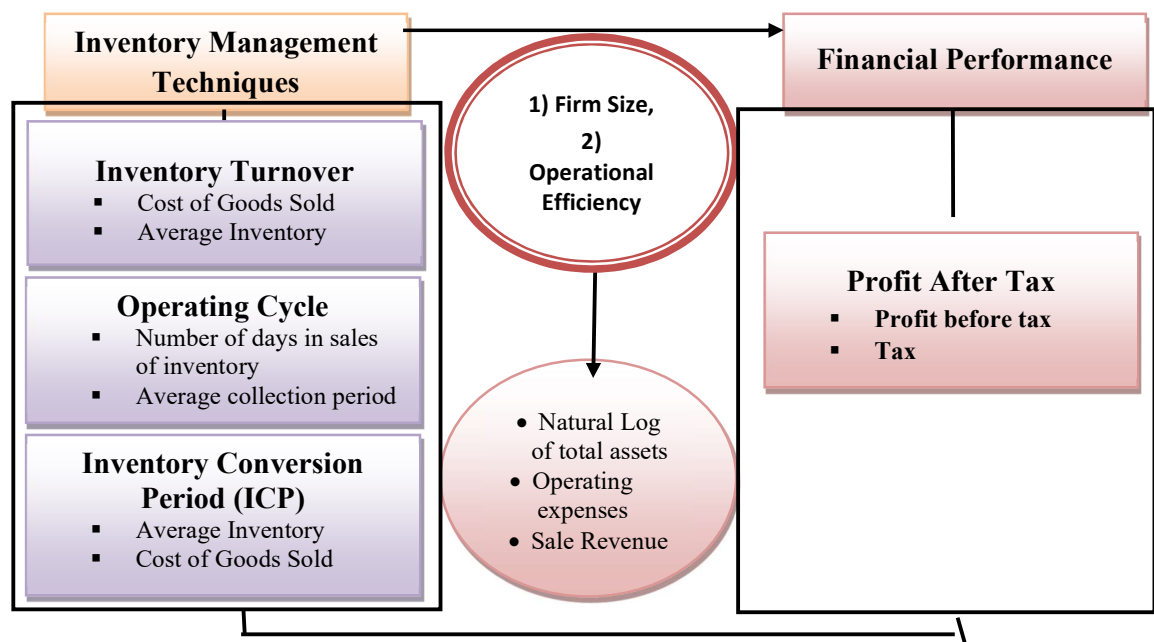 Inventory Management
Techniques
Inventory Turnover
▪ Cost of Goods Sold
▪ Average Inventory
Operating Cycle
▪ Number of days in sales
of inventory
▪ Average collection period
Inventory Conversion
Period (ICP)
▪ Average Inventory
▪ Cost of Goods Sold
1) Firm Size,
2)
Operational
Efficiency
• Natural Log
of total assets
• Operating
expenses
• Sale Revenue
Financial Performance
Profit After Tax
▪ Profit before tax
▪ Tax